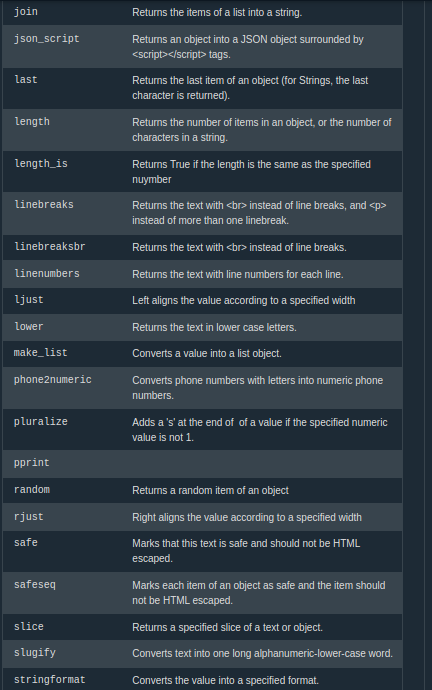 join Returns the items of a list into a string.
json_script Returns an object into a JSON object surrounded by
<script></script> tags.
last Returns the last item of an object (for Strings, the last
character is returned).
length Returns the number of items in an object, or the number of
characters in a string.
length_is Returns True if the length is the same as the specified
nuymber
linebreaks Returns the text with <br> instead of line breaks, and <p>
instead of more than one linebreak.
linebreaksbr Returns the text with <br> instead of line breaks.
linenumbers Returns the text with line numbers for each line.
ljust Left aligns the value according to a specified width
lower Returns the text in lower case letters.
make_list Converts a value into a list object.
phone2numeric Converts phone numbers with letters into numeric phone
numbers.
pluralize Adds a 's' at the end of of a value if the specified numeric
value is not 1.
pprint
random Returns a random item of an object
rjust Right aligns the value according to a specified width
safe Marks that this text is safe and should not be HTML
escaped.
safeseq Marks each item of an object as safe and the item should
not be HTML escaped.
slice Returns a specified slice of a text or object.
slugify Converts text into one long alphanumeric-lower-case word.
stringformat Converts the value into a specified format.